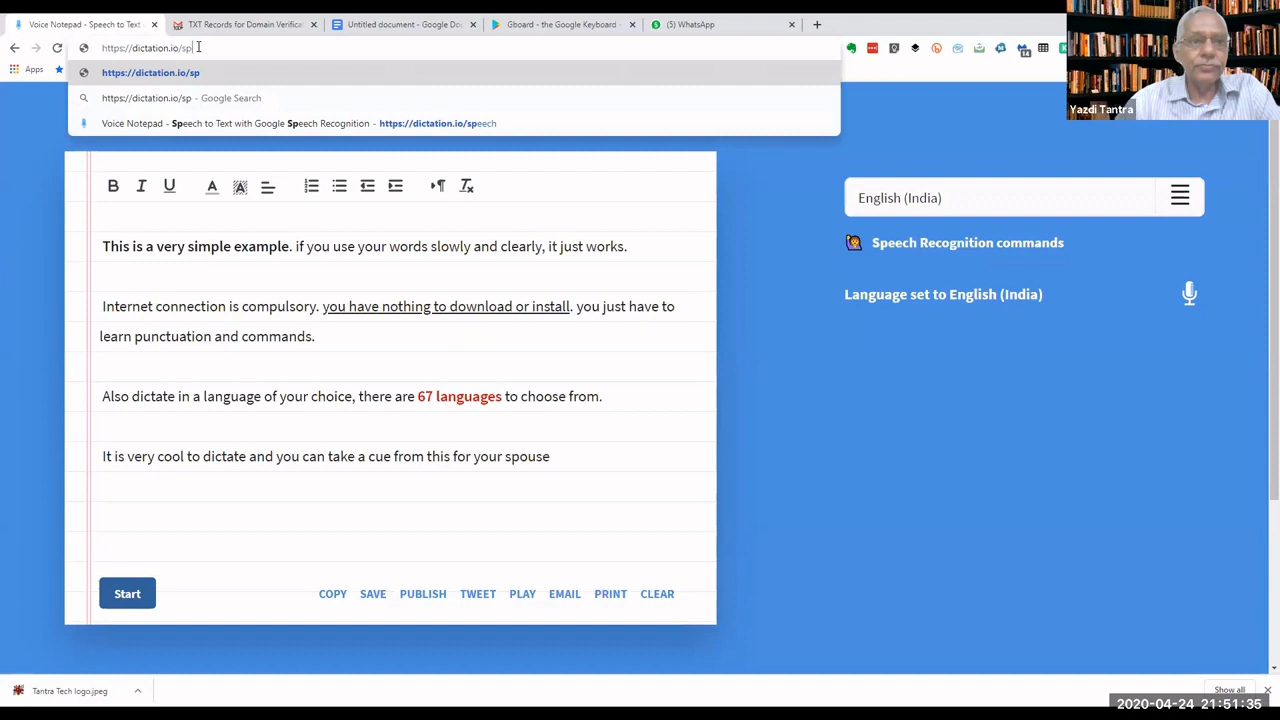 Voice Notepad - Speech to Text
TXT Records for Domain Verificat
Untitled document - Google Do
Gboard - the Google Keyboard -
(5) WhatsApp
https://dictation.io/sp
Apps
https://dictation.io/sp
https://dictation.io/sp - Google Search
Voice Notepad - Speech to Text with Google Speech Recognition - https://dictation.io/speech
14
Yazdi Tantra
This is a very simple example. if you use your words slowly and clearly, it just works.
Internet connection is compulsory. you have nothing to download or install. you just have to
learn punctuation and commands.
Also dictate in a language of your choice, there are 67 languages to choose from.
It is very cool to dictate and you can take a cue from this for your spouse
English (India)
Speech Recognition commands
Language set to English (India)
Start
COPY SAVE PUBLISH TWEET PLAY EMAIL PRINT CLEAR
Tantra Tech logo.jpeg
Show all
2020-04-24 21:51:35